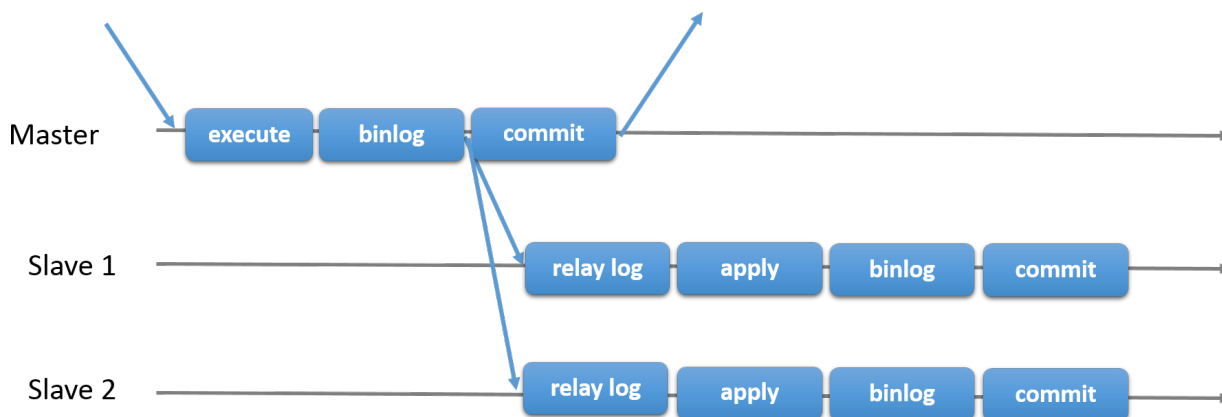 Master execute binlog commit
Slave 1 relay log apply binlog commit
Slave 2 relay log apply binlog commit